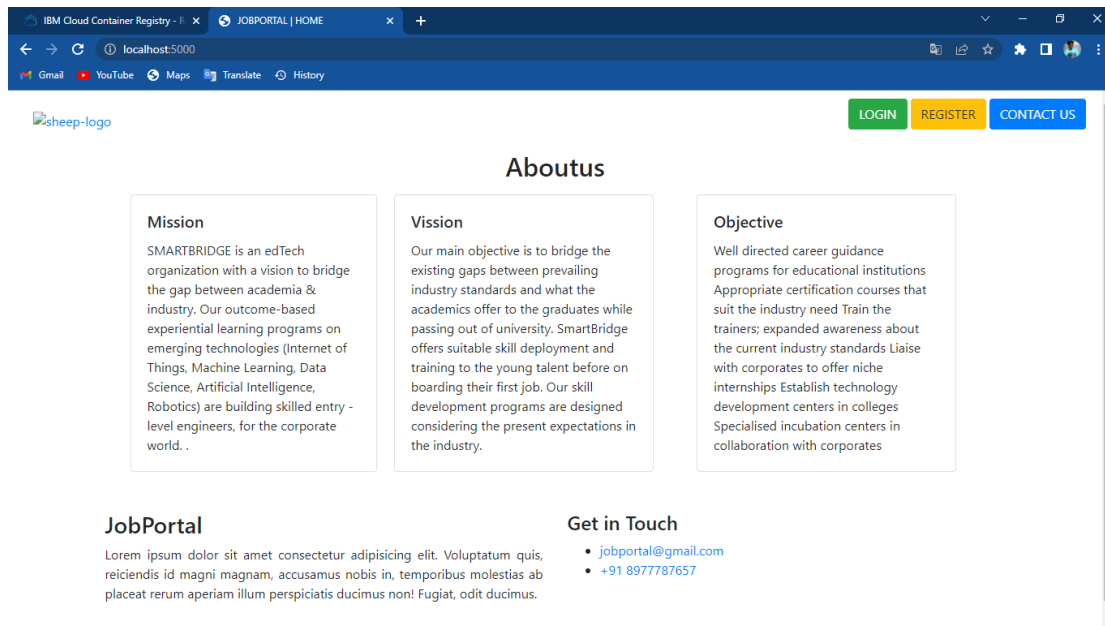 IBM Cloud Container Registry - R
JOBPORTAL | HOME
localhost:5000
Gmail YouTube Maps Translate History
sheep-logo
LOGIN REGISTER CONTACT US
Aboutus
Mission
SMARTBRIDGE is an edTech
organization with a vision to bridge
the gap between academia &
industry. Our outcome-based
experiential learning programs on
emerging technologies (Internet of
Things, Machine Learning, Data
Science, Artificial Intelligence,
Robotics) are building skilled entry -
level engineers, for the corporate
world. .
Vission
Our main objective is to bridge the
existing gaps between prevailing
industry standards and what the
academics offer to the graduates while
passing out of university. SmartBridge
offers suitable skill deployment and
training to the young talent before on
boarding their first job. Our skill
development programs are designed
considering the present expectations in
the industry.
Objective
Well directed career guidance
programs for educational institutions
Appropriate certification courses that
suit the industry need Train the
trainers; expanded awareness about
the current industry standards Liaise
with corporates to offer niche
internships Establish technology
development centers in colleges
Specialised incubation centers in
collaboration with corporates
JobPortal
Lorem ipsum dolor sit amet consectetur adipisicing elit. Voluptatum quis,
reiciendis id magni magnam, accusamus nobis in, temporibus molestias ab
placeat rerum aperiam illum perspiciatis ducimus non! Fugiat, odit ducimus.
Get in Touch
jobportal@gmail.com
+91 8977787657